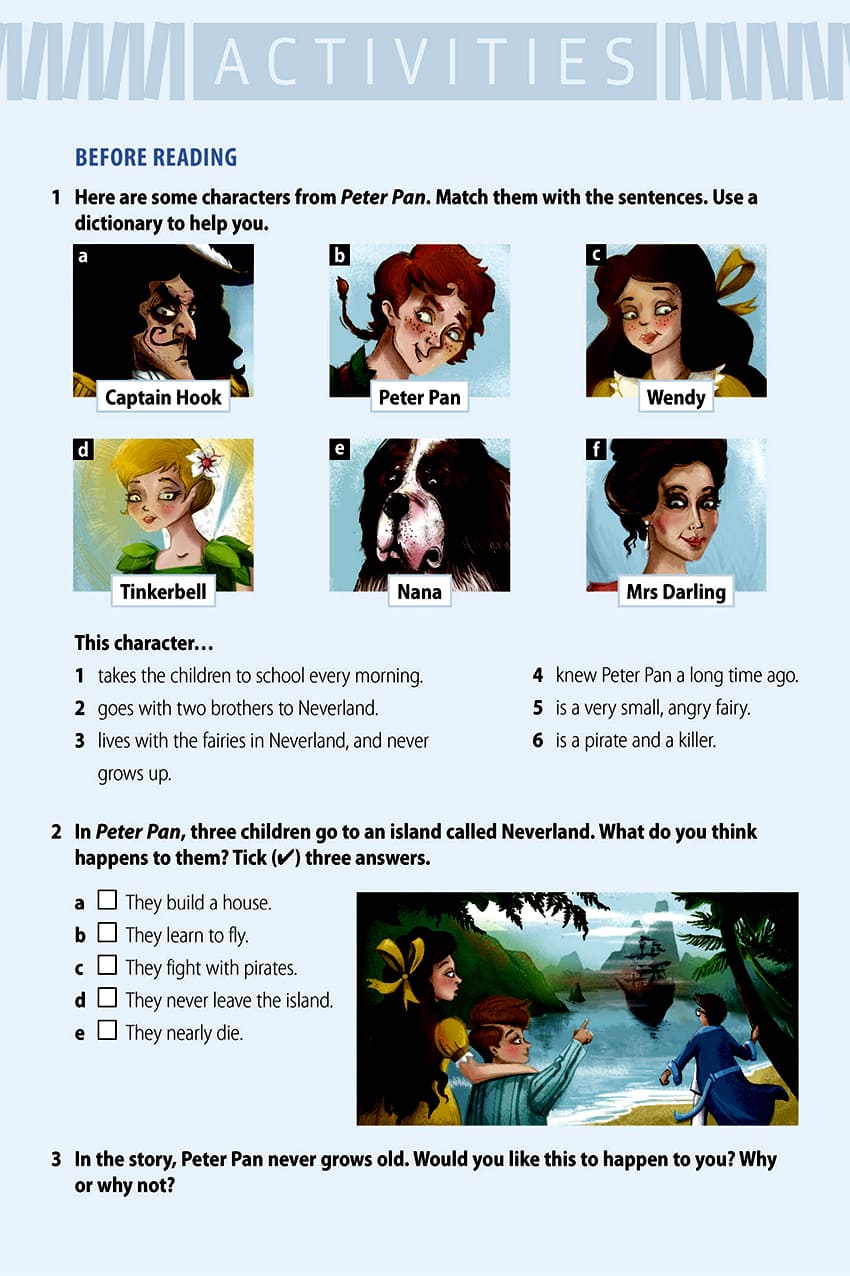 ACTIVITIES
BEFORE READING
1 Here are some characters from Peter Pan. Match them with the sentences. Use a
dictionary to help you.
a
Captain Hook
b
Peter Pan
c
Wendy
d
Tinkerbell
e
Nana
f
Mrs Darling
This character...
1 takes the children to school every morning.
2 goes with two brothers to Neverland.
3 lives with the fairies in Neverland, and never
grows up.
4 knew Peter Pan a long time ago.
5 is a very small, angry fairy.
6 is a pirate and a killer.
2 In Peter Pan, three children go to an island called Neverland. What do you think
happens to them? Tick (✔) three answers.
a ☐ They build a house.
b ☐ They learn to fly.
c ☐ They fight with pirates.
d ☐ They never leave the island.
e ☐ They nearly die.
3 In the story, Peter Pan never grows old. Would you like this to happen to you? Why
or why not?